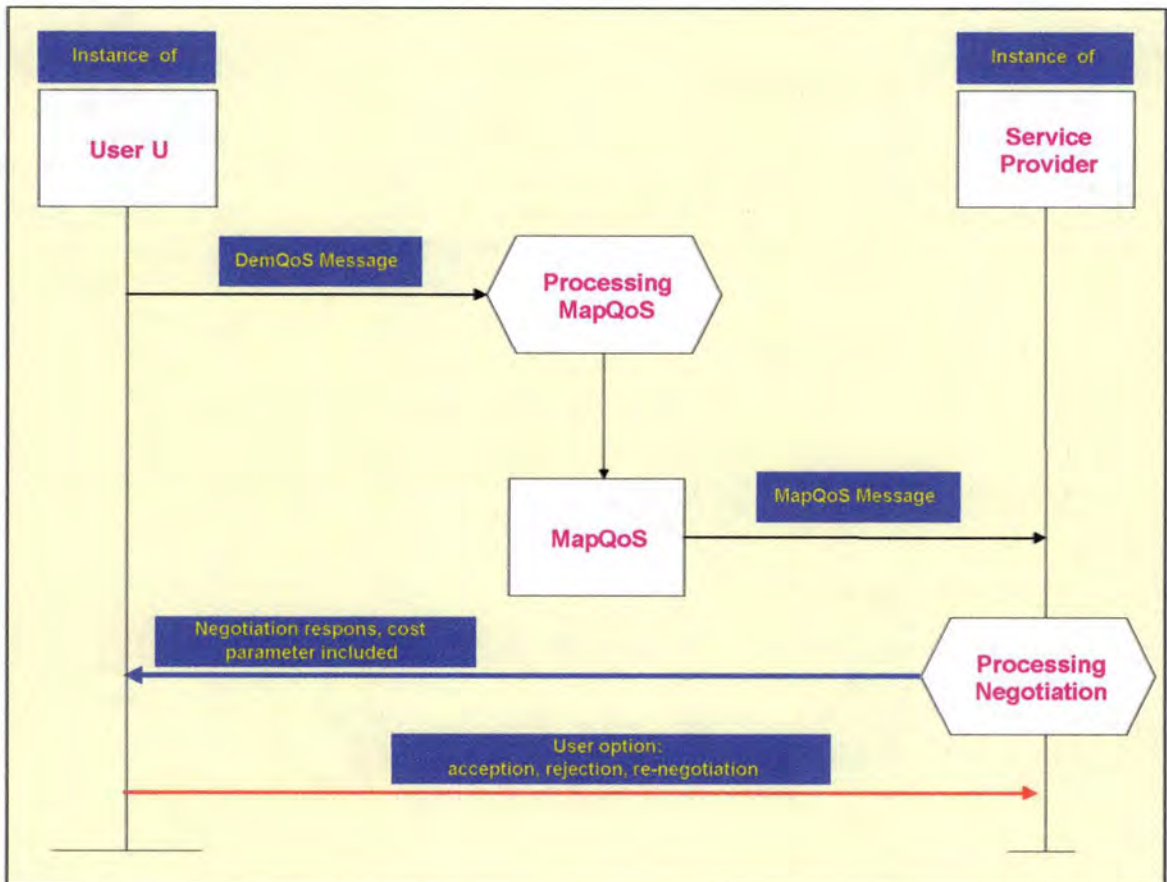 Instance of
Instance of
User U
Service
Provider
DemQoS Message
Processing
MapQoS
MapQoS
MapQoS Message
Negotiation respons, cost
parameter included
Processing
Negotiation
User option:
acception, rejection, re-negotiation